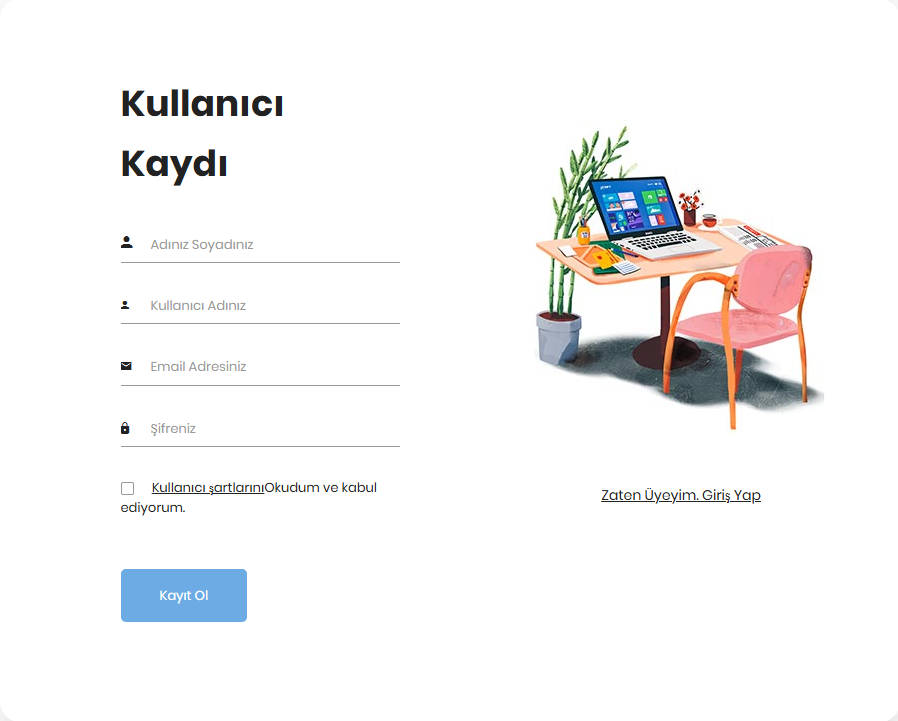 Kullanıcı
Kaydı
Adınız Soyadınız
Kullanıcı Adınız
Email Adresiniz
Şifreniz
Kullanıcı şartlarınıOkudum ve kabul
ediyorum.
Kayıt Ol
Zaten Üyeyim. Giriş Yap